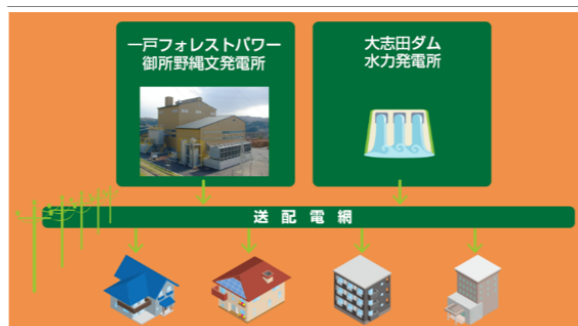 一戸フォレストパワー
御所野縄文発電所
大志田ダム
水力発電所
送配電網